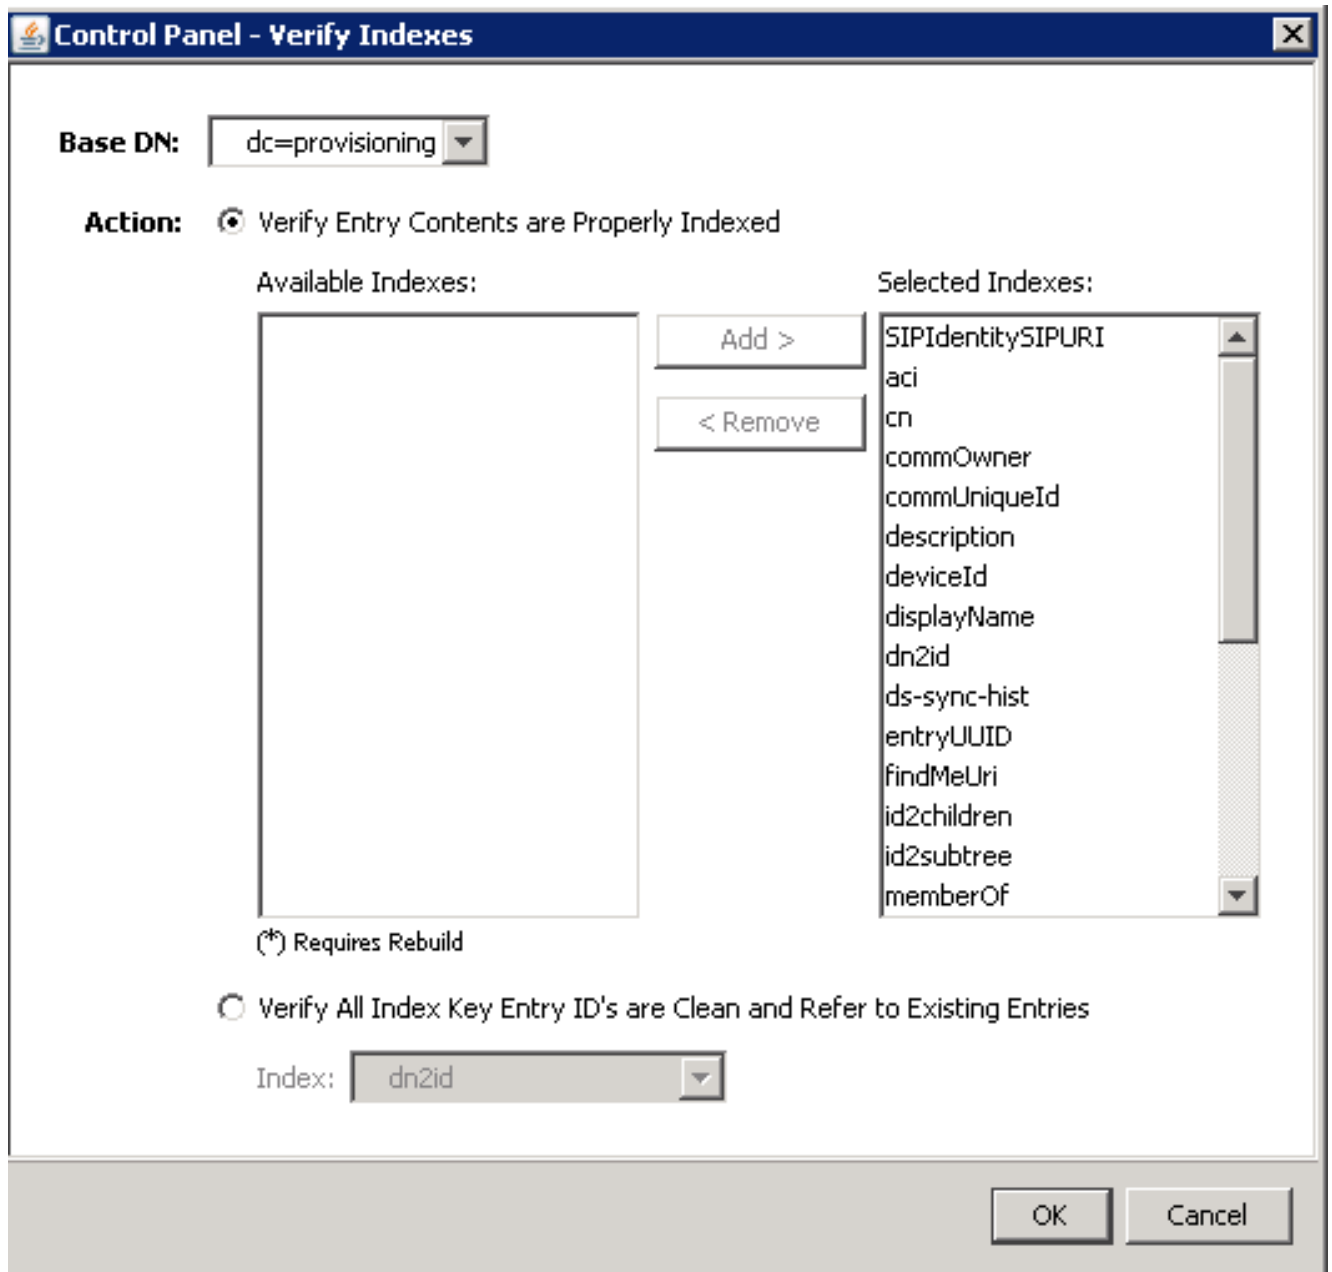 Control Panel - Verify Indexes
Base DN: dc=provisioning
Action: Verify Entry Contents are Properly Indexed
Available Indexes: Selected Indexes:
Add >
< Remove
SIPIdentitySIPURI
aci
cn
commOwner
commUniqueId
description
deviceId
displayName
dn2id
ds-sync-hist
entryUUID
findMeUri
id2children
id2subtree
memberOf
(*) Requires Rebuild
Verify All Index Key Entry ID's are Clean and Refer to Existing Entries
Index: dn2id
OK Cancel